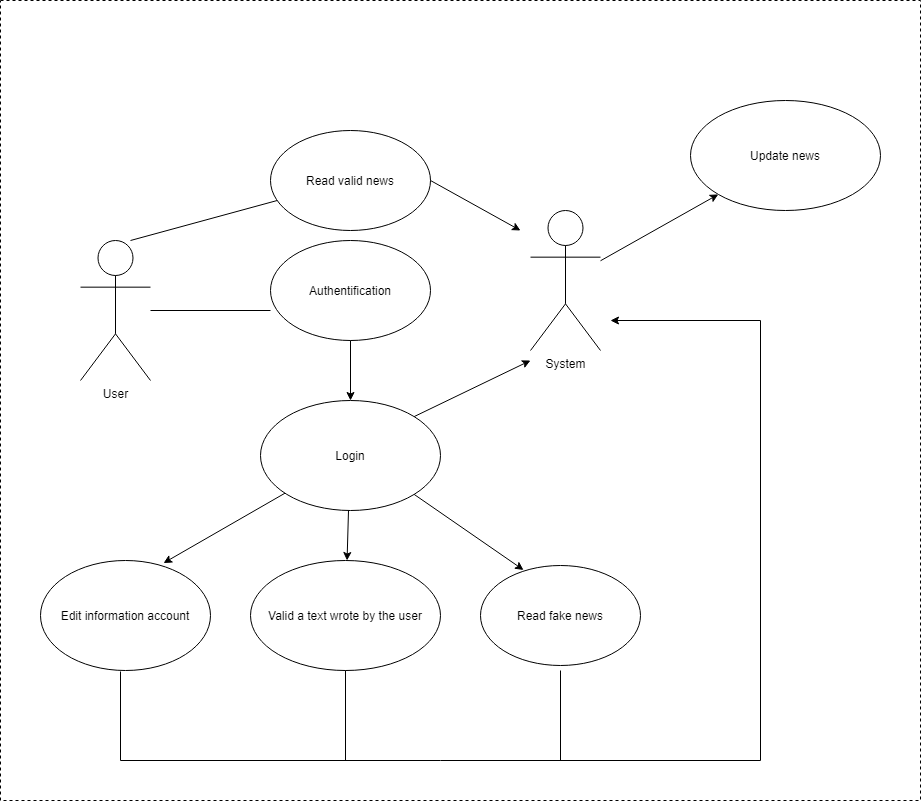 Update news
Read valid news
Authentification
System
User
Login
Edit information account
Valid a text wrote by the user
Read fake news